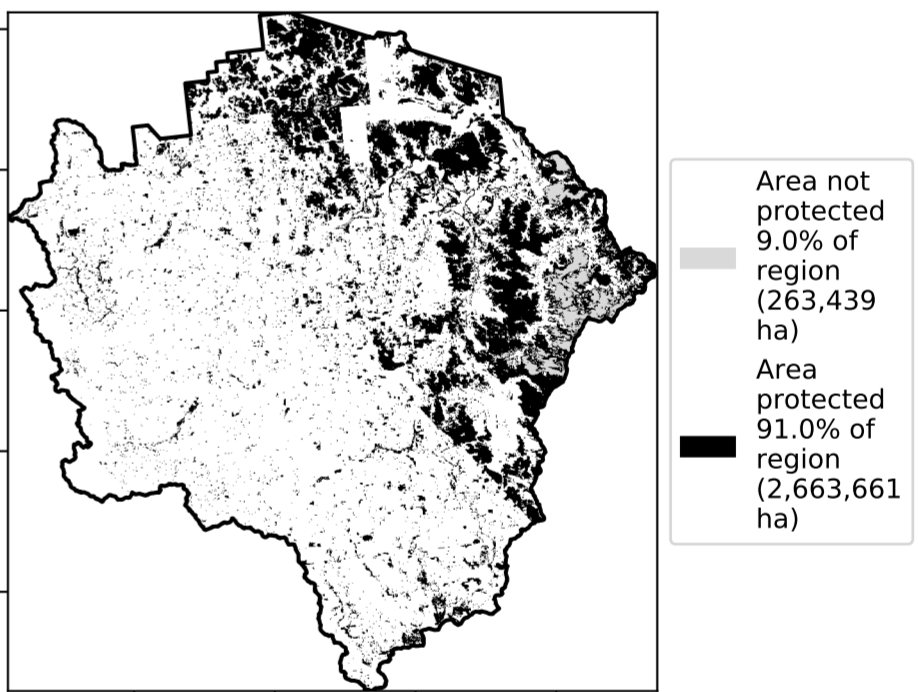 Area not
protected
9.0% of
region
(263,439
ha)
Area
protected
91.0% of
region
(2,663,661
ha)